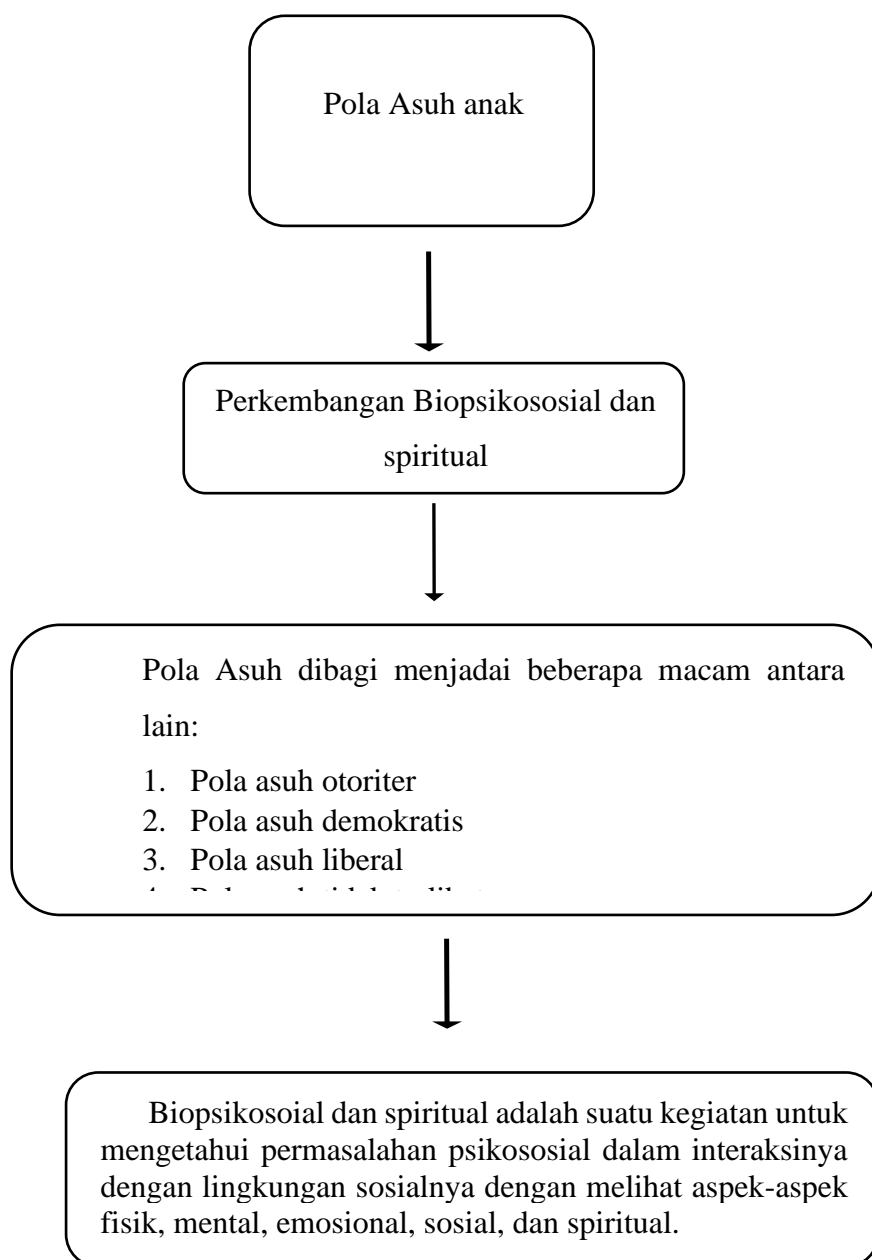 Pola Asuh anak
Perkembangan Biopsikososial dan
spiritual
Pola Asuh dibagi menjadai beberapa macam antara
lain:
1. Pola asuh otoriter
2. Pola asuh demokratis
3. Pola asuh liberal
Biopsikosoial dan spiritual adalah suatu kegiatan untuk
mengetahui permasalahan psikososial dalam interaksinya
dengan lingkungan sosialnya dengan melihat aspek-aspek
fisik, mental, emosional, sosial, dan spiritual.